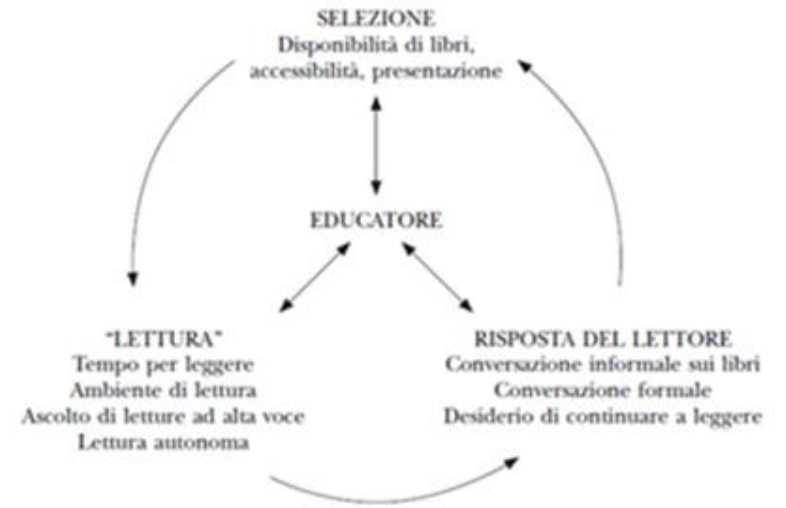 SELEZIONE
Disponibilità di libri,
accessibilità, presentazione
EDUCATORE
"LETTURA"
Tempo per leggere
Ambiente di lettura
Ascolto di letture ad alta voce
Lettura autonoma
RISPOSTA DEL LETTORE
Conversazione informale sui libri
Conversazione formale
Desiderio di continuare a leggere